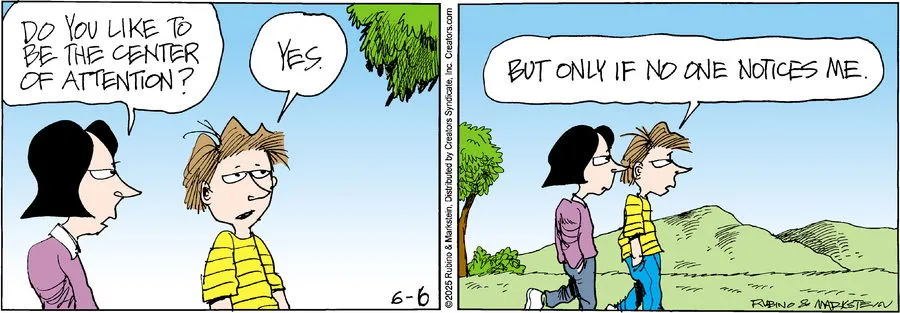 DO YOU LIKE TO
BE THE CENTER
OF ATTENTION?
YES.
6-6
©2025 Rubino & Markstein. Distributed by Creators Syndicate, Inc. Creators.com
BUT ONLY IF NO ONE NOTICES ME.
RUBINO & MARKSTEIN